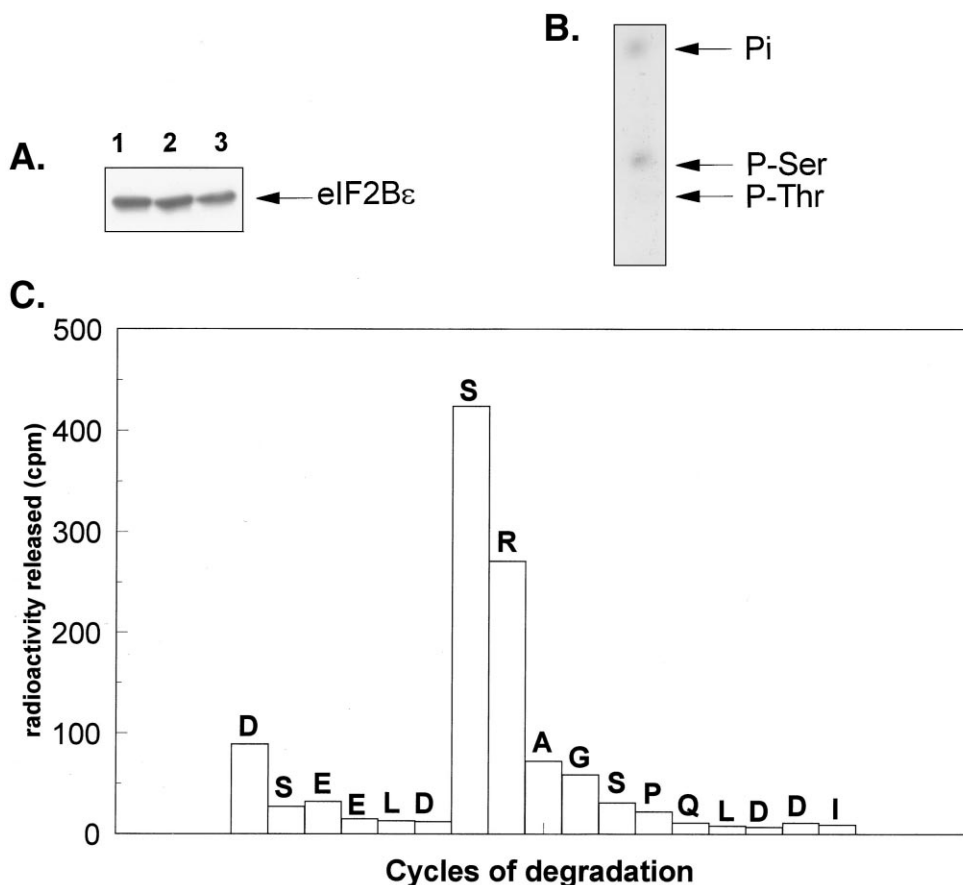 A.
1 2 3
eIF2Bε
B.
Pi
P-Ser
P-Thr
C.
radioactivity released (cpm)
500
400
300
200
100
0
D S E E L D S R A G S P Q L D D I
Cycles of degradation